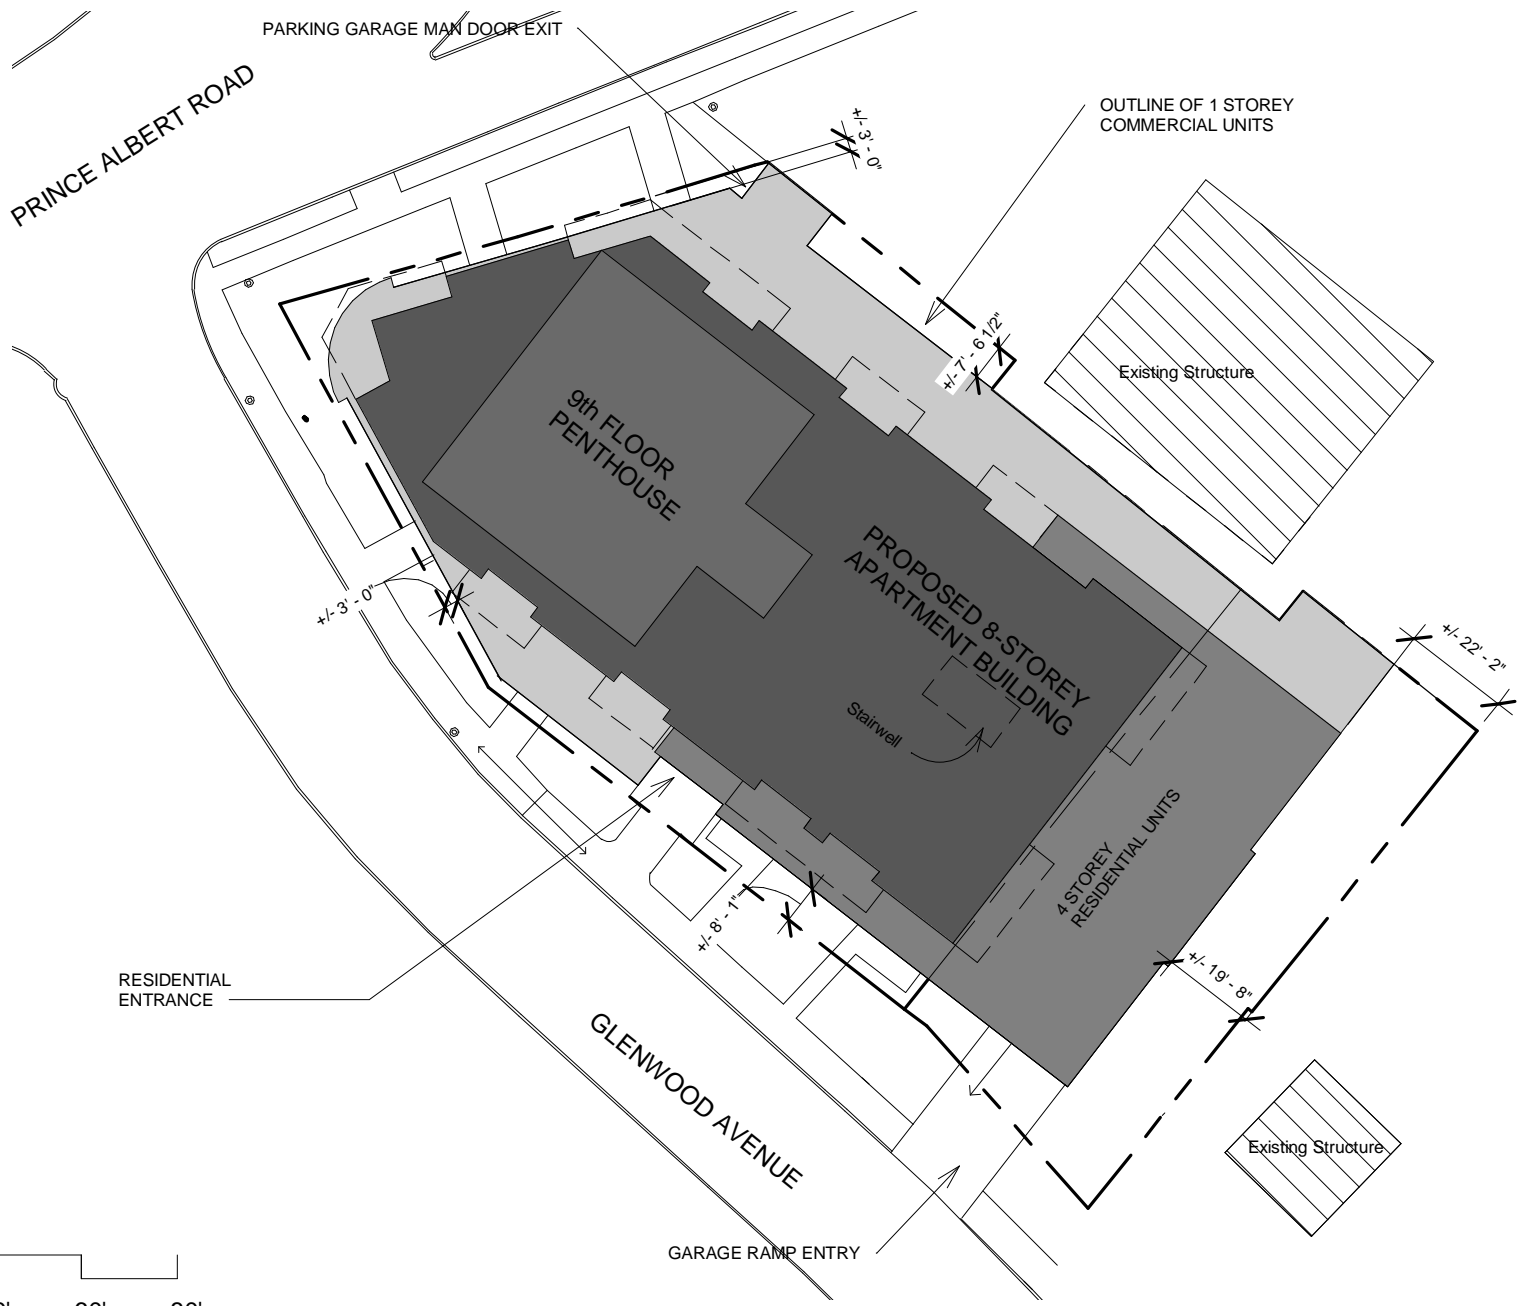 PARKING GARAGE MAN DOOR EXIT
PRINCE ALBERT ROAD
OUTLINE OF 1 STOREY
COMMERCIAL UNITS
+/- 3' - 0"
+/- 7' - 6 1/2"
Existing Structure
9th FLOOR
PENTHOUSE
PROPOSED 8-STOREY
APARTMENT BUILDING
+/- 3' - 0"
+/- 22' - 2"
Stairwell
4 STOREY
RESIDENTIAL UNITS
+/- 8' - 1"
+/- 19' - 8"
RESIDENTIAL
ENTRANCE
GLENWOOD AVENUE
Existing Structure
GARAGE RAMP ENTRY